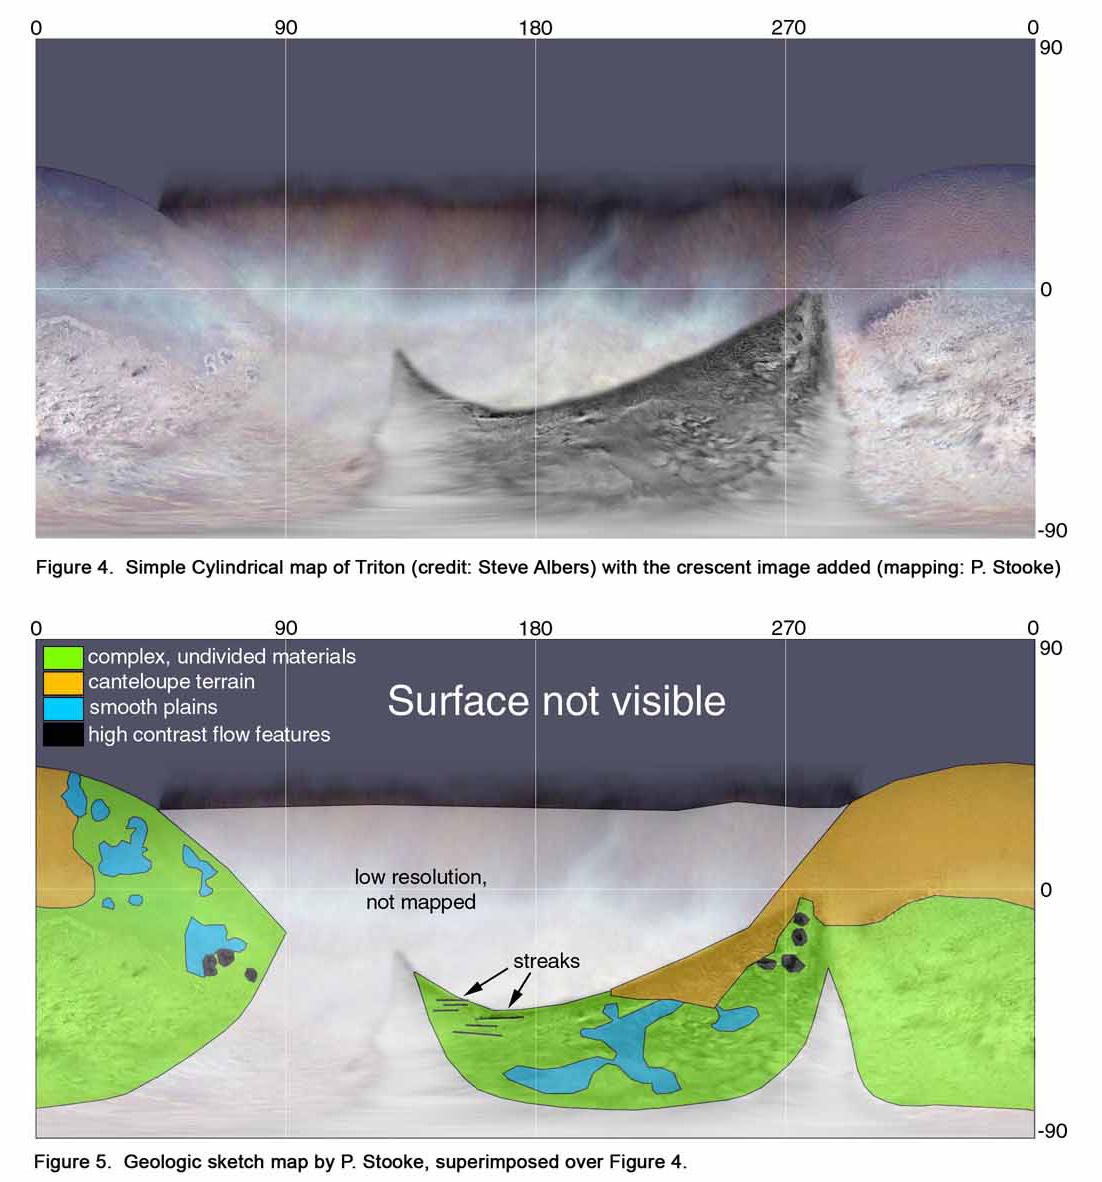 0 90 180 270 0
90
0
-90
Figure 4. Simple Cylindrical map of Triton (credit: Steve Albers) with the crescent image added (mapping: P. Stooke)
0 90 180 270 0
90
complex, undivided materials
canteloupe terrain
smooth plains
high contrast flow features
Surface not visible
low resolution,
not mapped
0
streaks
-90
Figure 5. Geologic sketch map by P. Stooke, superimposed over Figure 4.